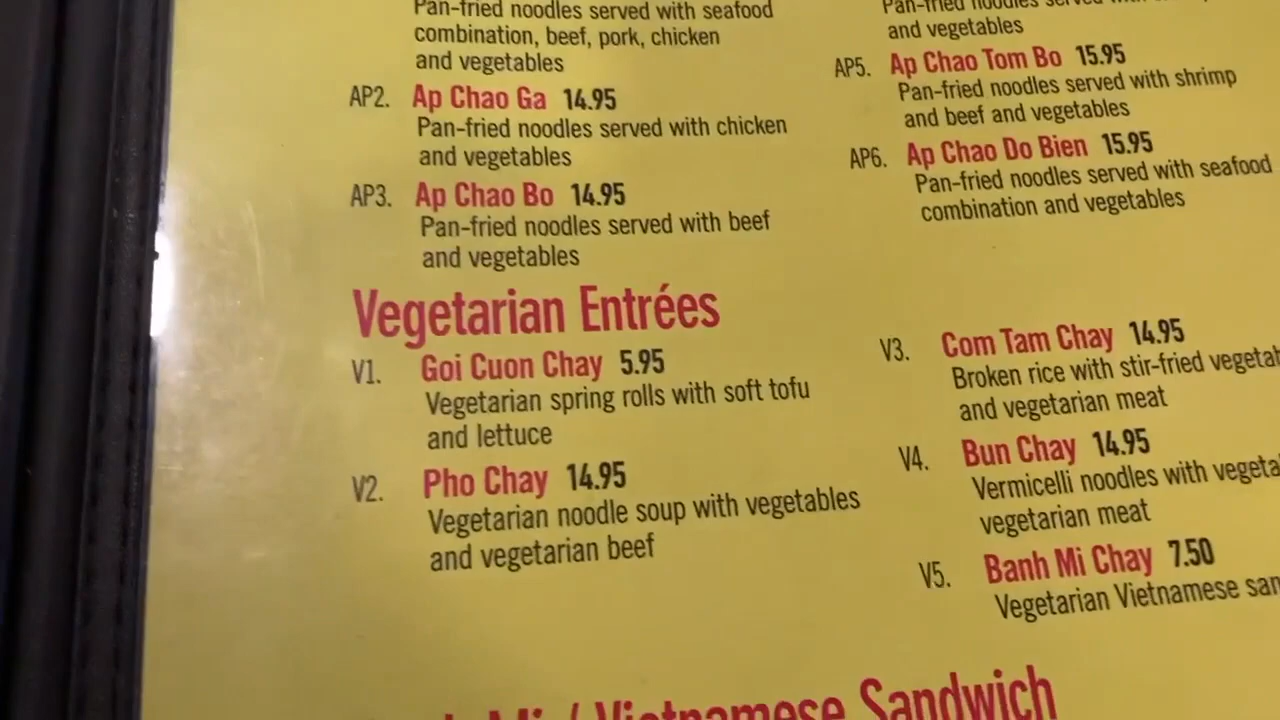 Pan-fried noodles served with seafood
combination, beef, pork, chicken
and vegetables
AP2. Ap Chao Ga 14.95
Pan-fried noodles served with chicken
and vegetables
AP3. Ap Chao Bo 14.95
Pan-fried noodles served with beef
and vegetables
Pan-fried noodles served with
and vegetables
AP5. Ap Chao Tom Bo 15.95
Pan-fried noodles served with shrimp
and beef and vegetables
AP6. Ap Chao Do Bien 15.95
Pan-fried noodles served with seafood
combination and vegetables
Vegetarian Entrées
V1. Goi Cuon Chay 5.95
Vegetarian spring rolls with soft tofu
and lettuce
V2. Pho Chay 14.95
Vegetarian noodle soup with vegetables
and vegetarian beef
V3. Com Tam Chay 14.95
Broken rice with stir-fried
and vegetarian meat
V4. Bun Chay 14.95
Vermicelli noodles with
vegetarian meat
V5. Banh Mi Chay 7.50
Vegetarian Vietnamese
Mi / Vietnamese Sandwich